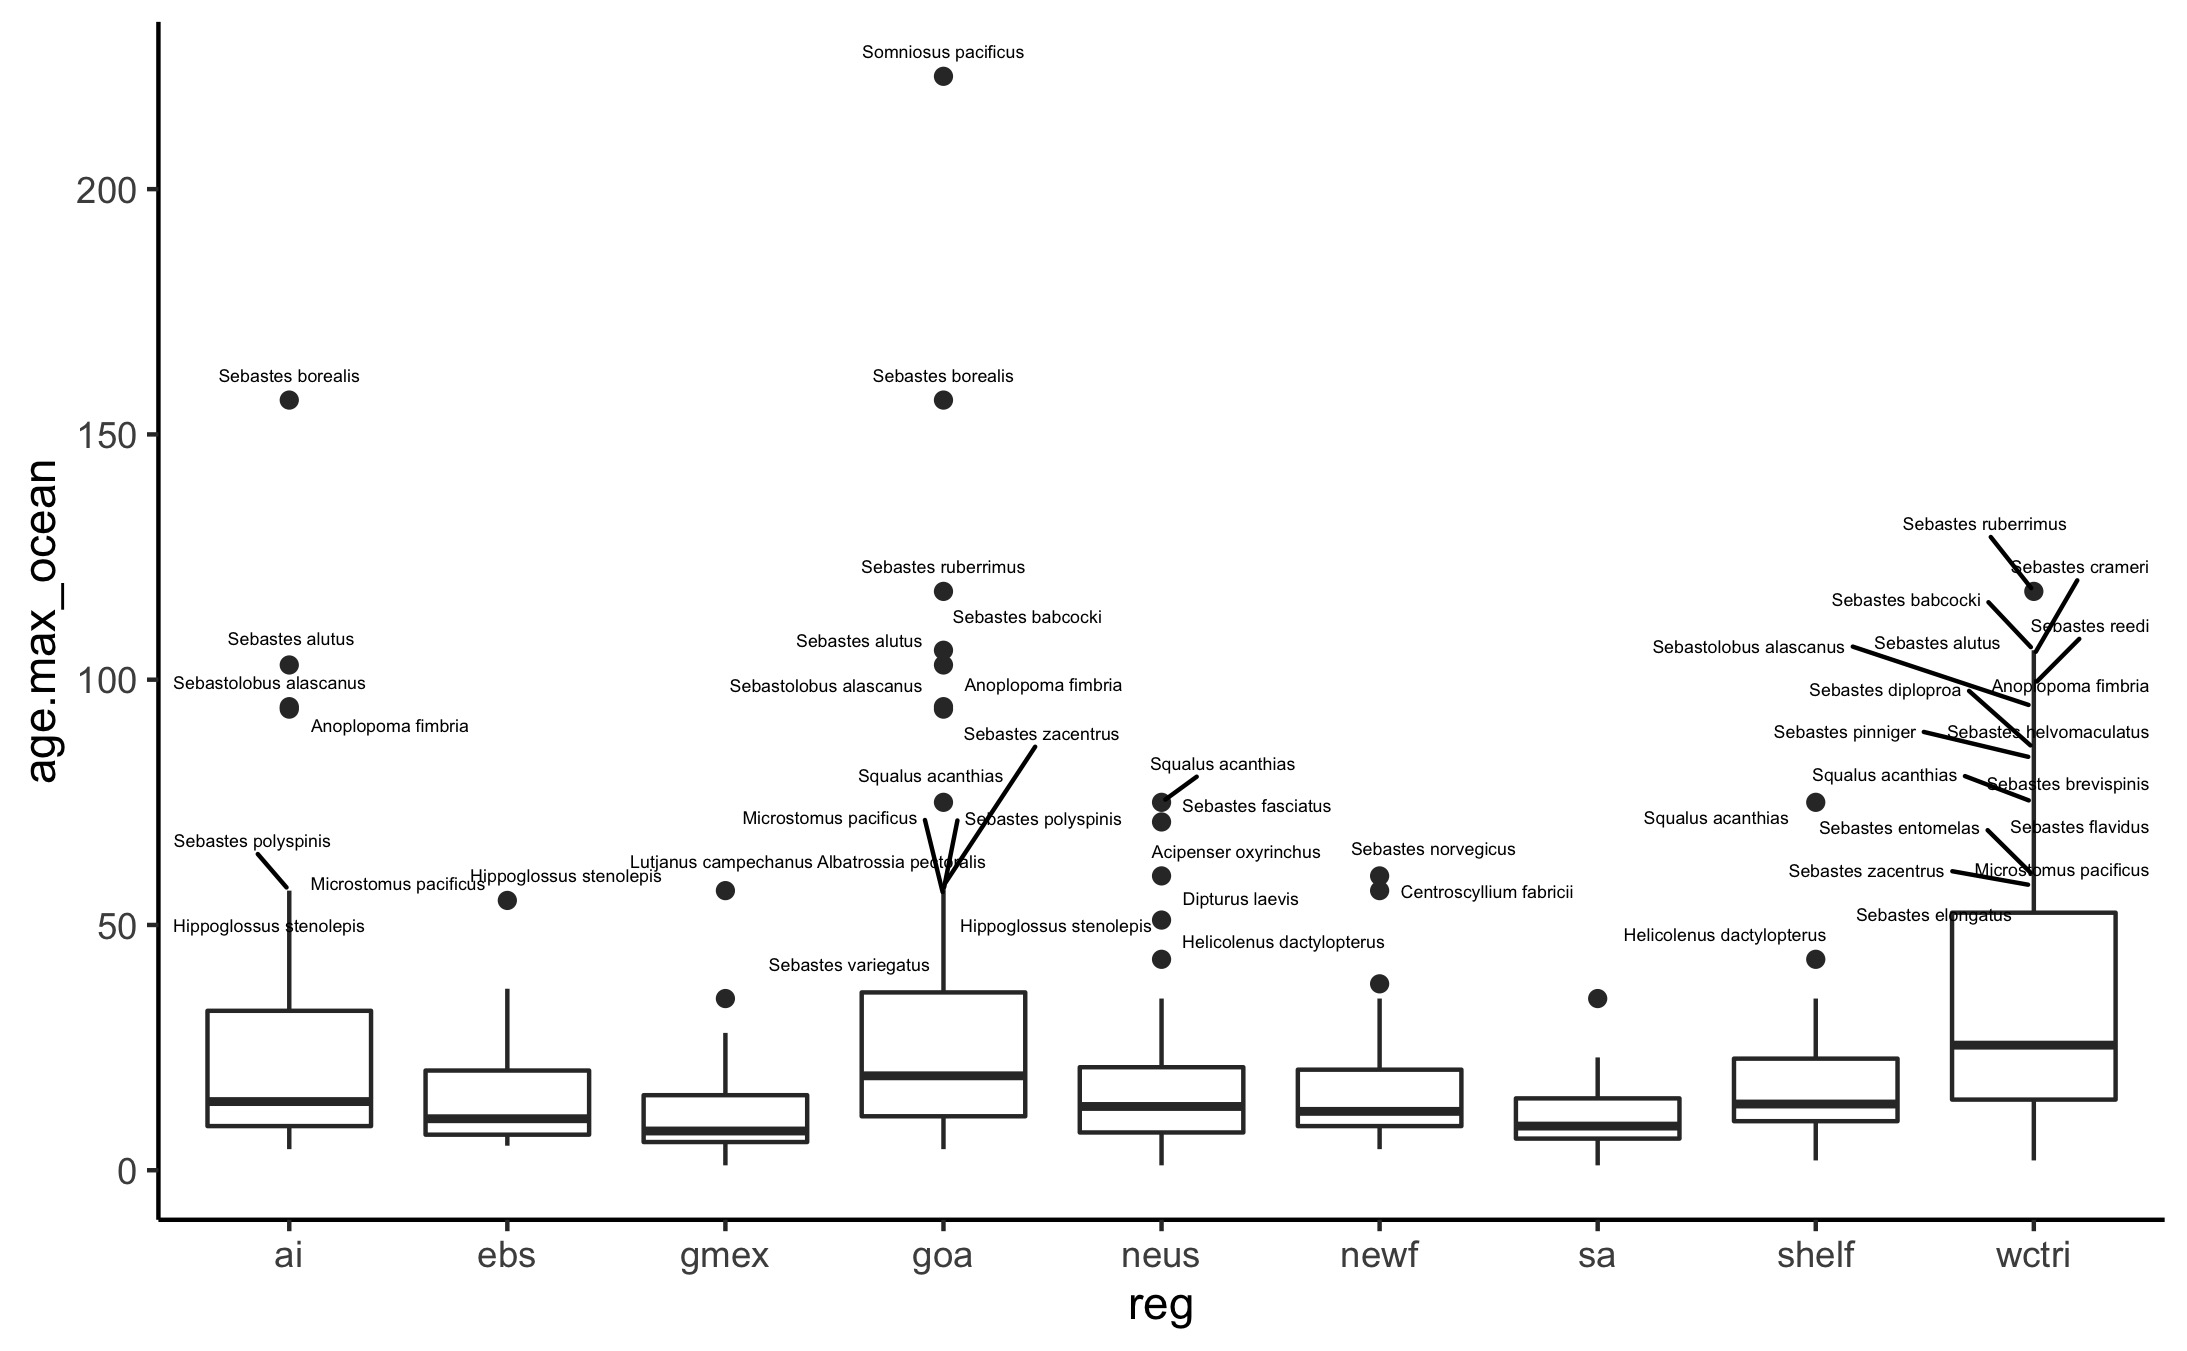 Somniosus pacificus
200
Sebastes borealis
Sebastes borealis
150
age.max_ocean
Sebastes ruberrimus
Sebastes ruberrimus
Sebastes crameri
Sebastes babcocki
Sebastes babcocki
Sebastes reedi
Sebastes alutus
Sebastes alutus
Sebastolobus alascanus
Sebastes alutus
100
Sebastolobus alascanus
Sebastolobus alascanus
Anoplopoma fimbria
Sebastes diploproa
Anoplopoma fimbria
Anoplopoma fimbria
Sebastes zacentrus
Sebastes pinniger
Sebastes helvomaculatus
Squalus acanthias
Squalus acanthias
Squalus acanthias
Sebastes brevispinis
Sebastes fasciatus
Microstomus pacificus
Sebastes polyspinis
Squalus acanthias
Sebastes entomelas
Sebastes flavidus
Sebastes polyspinis
Acipenser oxyrinchus
Sebastes norvegicus
Lutjanus campechanus
Albatrossia pectoralis
Sebastes zacentrus
Microstomus pacificus
Microstomus pacificus
Hippoglossus stenolepis
Centroscyllium fabricii
Dipturus laevis
Sebastes elongatus
50
Hippoglossus stenolepis
Hippoglossus stenolepis
Helicolenus dactylopterus
Helicolenus dactylopterus
Sebastes variegatus
0
ai ebs gmex goa neus newf sa shelf wctri
reg